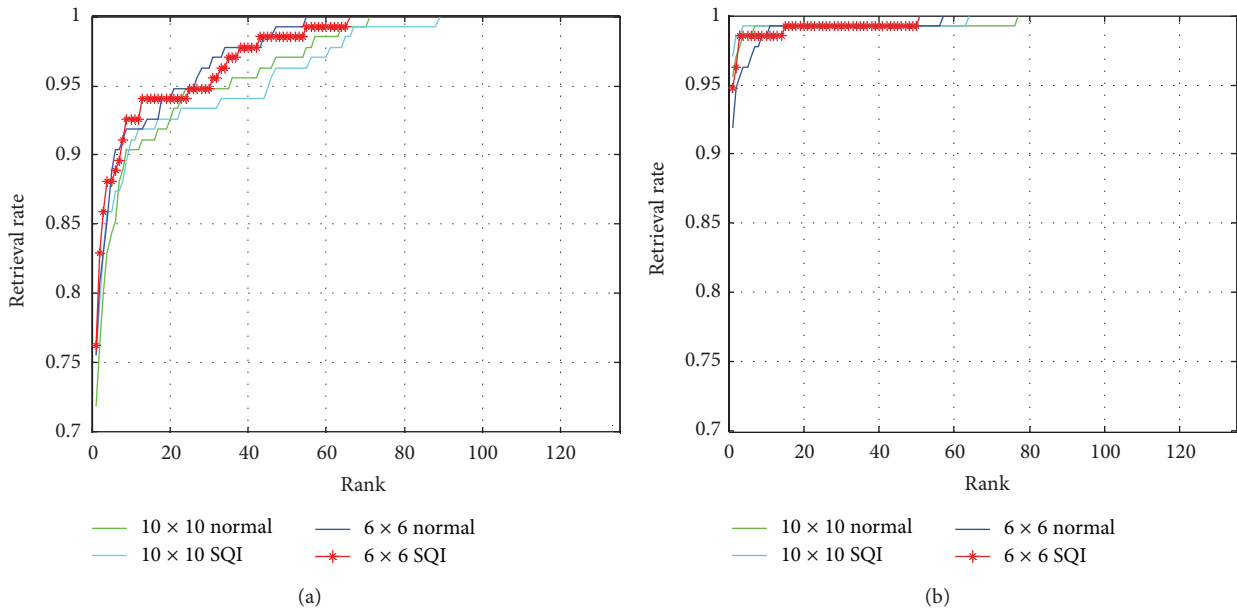 1
0.95
0.9
0.85
0.8
0.75
0.7
Retrieval rate
0 20 40 60 80 100 120
Rank
10 × 10 normal
10 × 10 SQI
6 × 6 normal
6 × 6 SQI
(a)
1
0.95
0.9
0.85
0.8
0.75
0.7
Retrieval rate
0 20 40 60 80 100 120
Rank
10 × 10 normal
10 × 10 SQI
6 × 6 normal
6 × 6 SQI
(b)